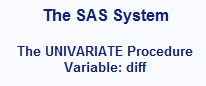 The SAS System
The UNIVARIATE Procedure
Variable: diff